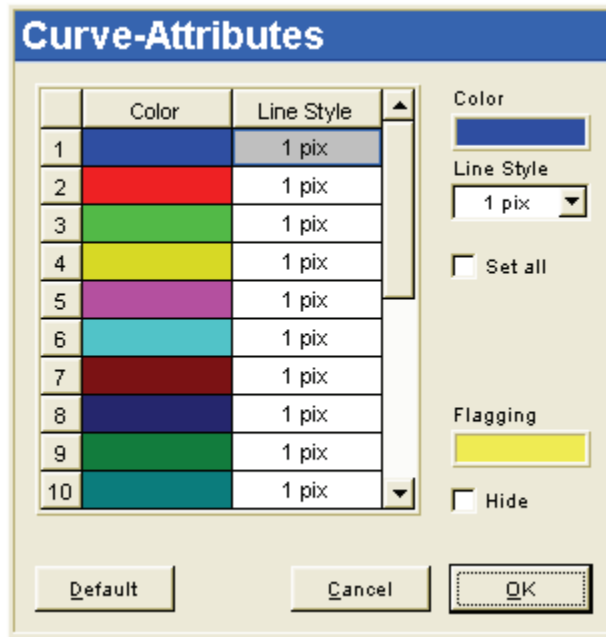 Curve-Attributes
Color Line Style
1 1 pix
2 1 pix
3 1 pix
4 1 pix
5 1 pix
6 1 pix
7 1 pix
8 1 pix
9 1 pix
10 1 pix
Color
Line Style
1 pix
Set all
Flagging
Hide
Default Cancel OK